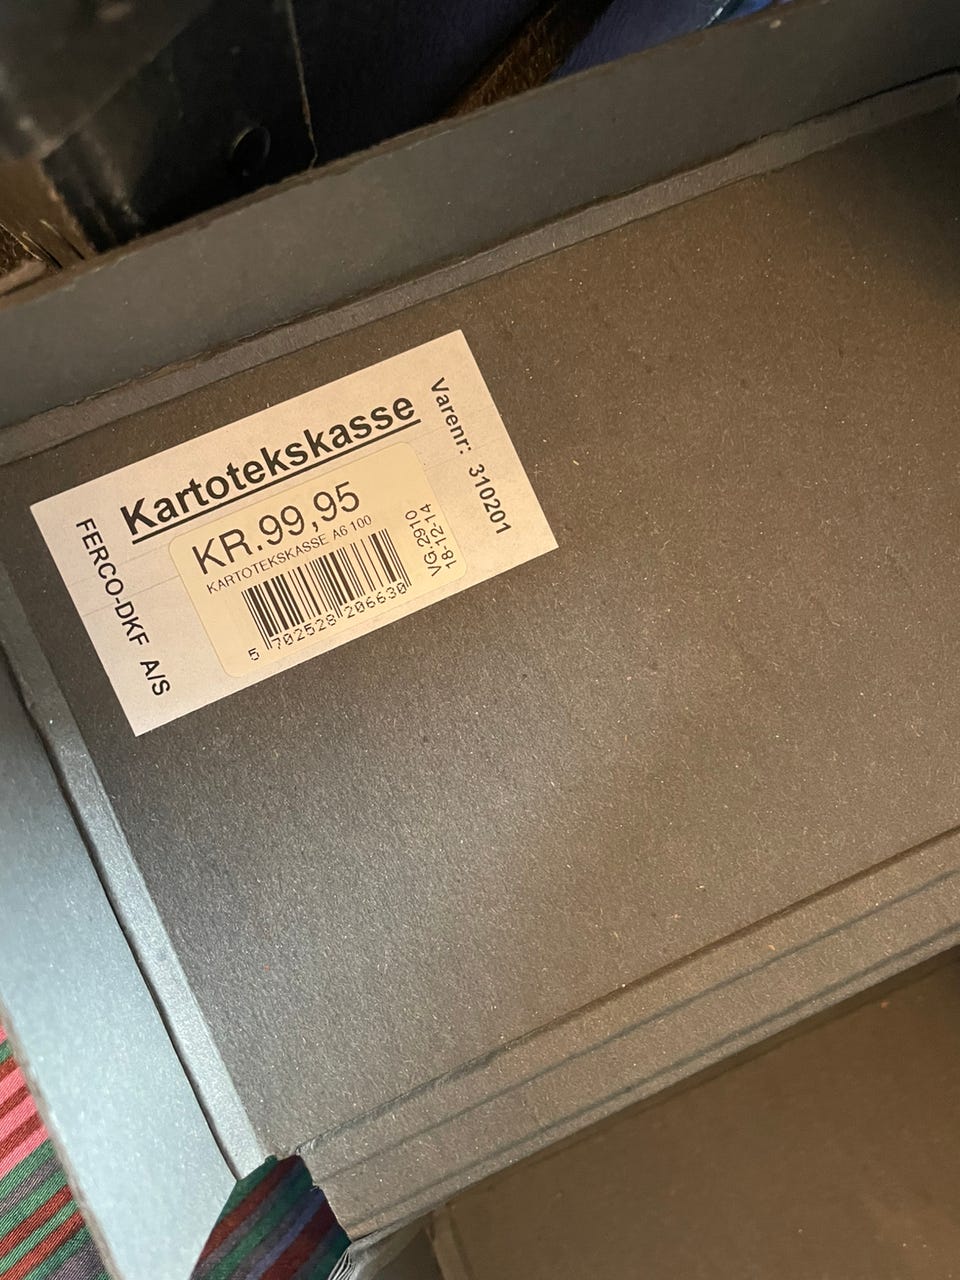 Kartotekskasse
KR.99,95
KARTOTEKSKASSE A6 100
5 702528 206630
VG.2910
18-12-14
FERCO-DKF A/S
Varenr: 310201